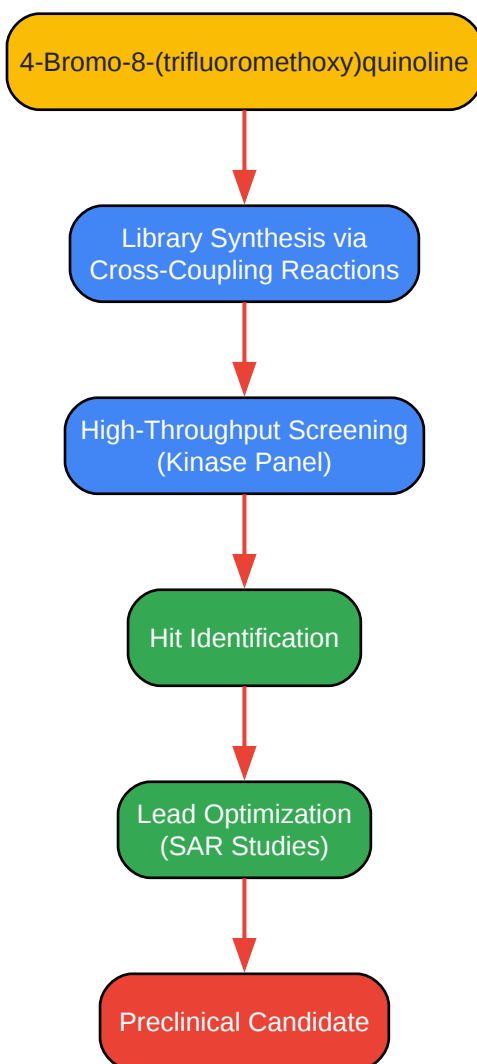 4-Bromo-8-(trifluoromethoxy)quinoline
Library Synthesis via
Cross-Coupling Reactions
High-Throughput Screening
(Kinase Panel)
Hit Identification
Lead Optimization
(SAR Studies)
Preclinical Candidate